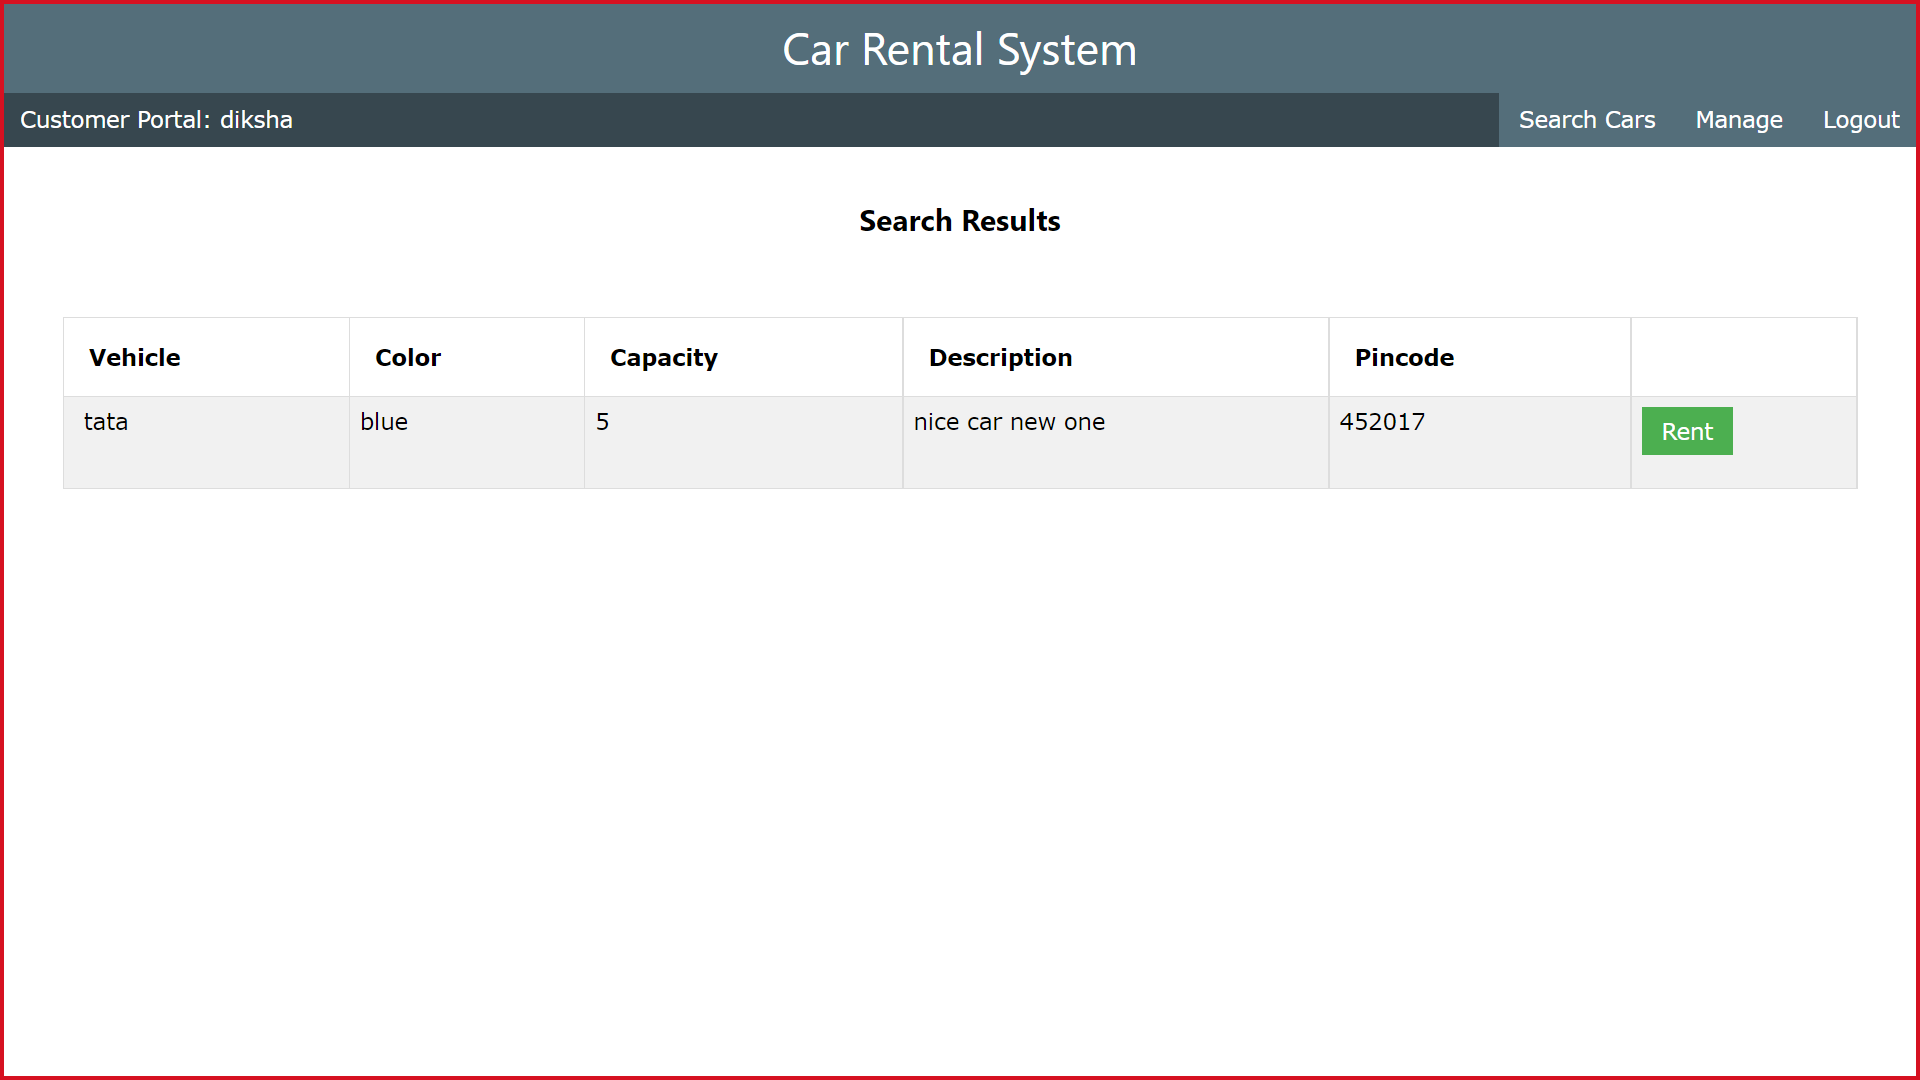 Car Rental System
Customer Portal: diksha Search Cars Manage Logout
Search Results
Vehicle Color Capacity Description Pincode
tata blue 5 nice car new one 452017 Rent